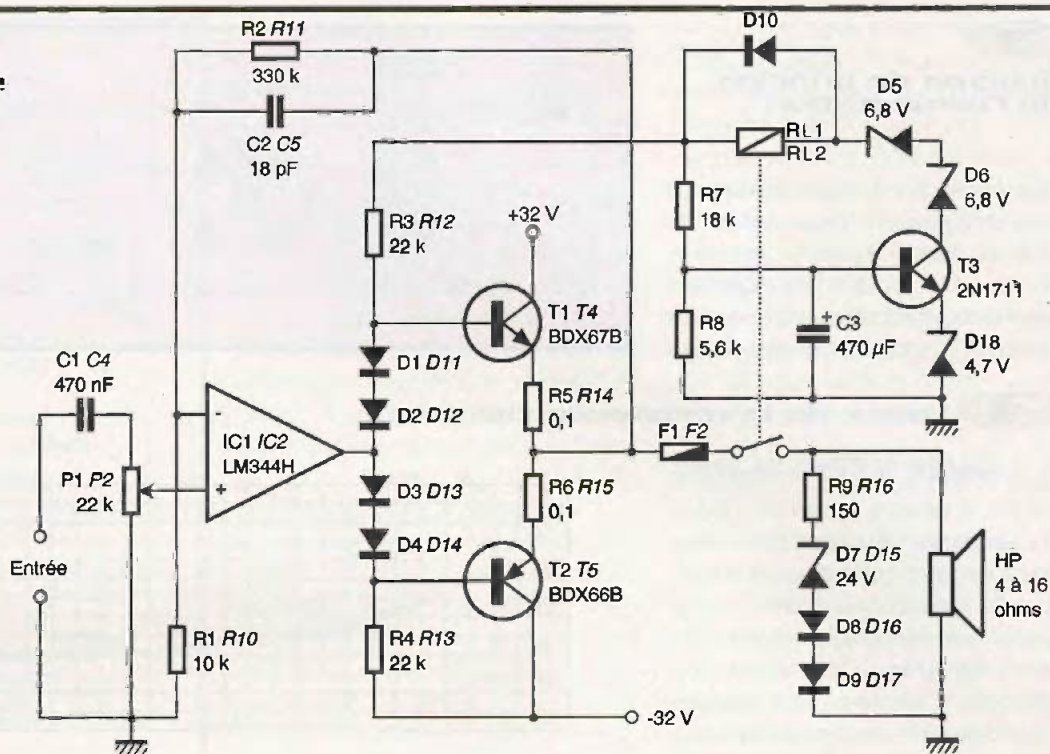 R2 R11
330 k
C2 C5
18 pF
D10
D5
6,8 V
RL1
RL2
D6
6,8 V
R7
18 k
R3 R12
22 k
+32 V
T3
2N1711
T1 T4
BDX67B
R8
5,6 k
+
C3
470 µF
D18
4,7 V
C1 C4
470 nF
D1 D11
D2 D12
R5 R14
0,1
F1 F2
-
IC1 IC2
LM344H
+
P1 P2
22 k
D3 D13
D4 D14
R6 R15
0,1
R9 R16
150
Entrée
T2 T5
BDX66B
D7 D15
24 V
HP
4 à 16
ohms
R1 R10
10 k
R4 R13
22 k
D8 D16
D9 D17
-32 V